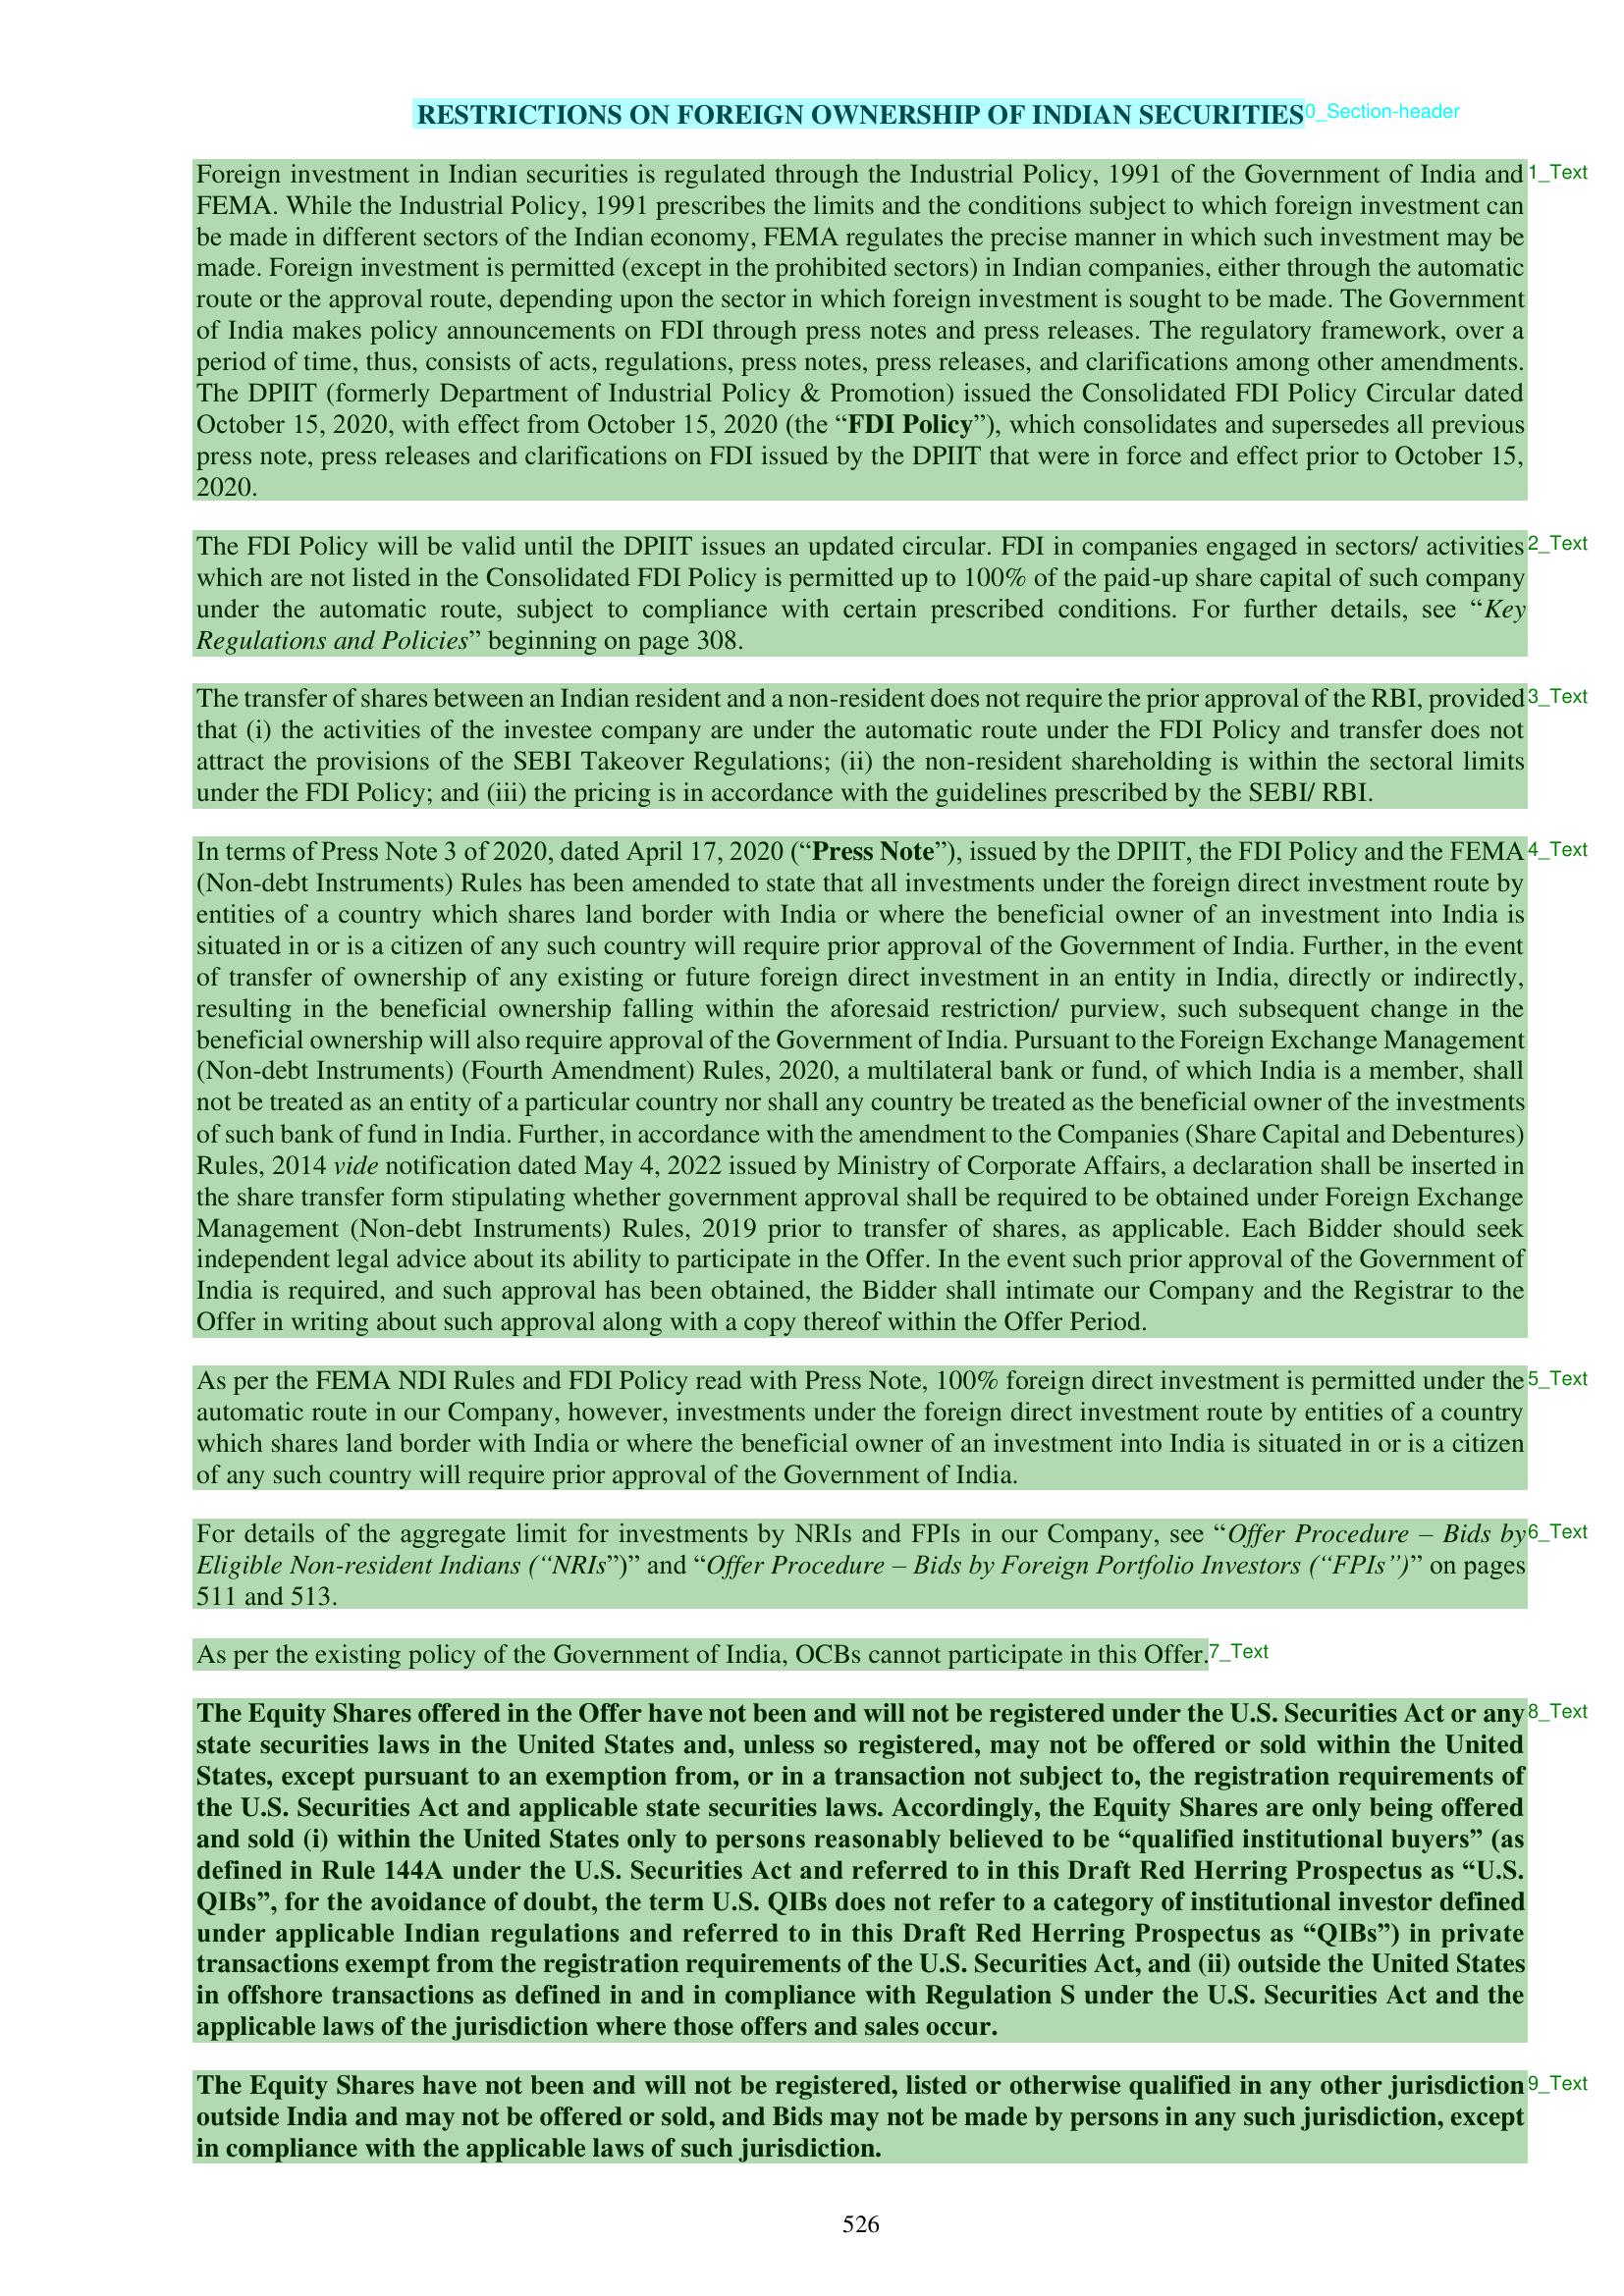 RESTRICTIONS ON FOREIGN OWNERSHIP OF INDIAN SECURITIES 0_Section-header
Foreign investment in Indian securities is regulated through the Industrial Policy, 1991 of the Government of India and 1_Text
FEMA. While the Industrial Policy, 1991 prescribes the limits and the conditions subject to which foreign investment can
be made in different sectors of the Indian economy, FEMA regulates the precise manner in which such investment may be
made. Foreign investment is permitted (except in the prohibited sectors) in Indian companies, either through the automatic
route or the approval route, depending upon the sector in which foreign investment is sought to be made. The Government
of India makes policy announcements on FDI through press notes and press releases. The regulatory framework, over a
period of time, thus, consists of acts, regulations, press notes, press releases, and clarifications among other amendments.
The DPIIT (formerly Department of Industrial Policy & Promotion) issued the Consolidated FDI Policy Circular dated
October 15, 2020, with effect from October 15, 2020 (the “FDI Policy”), which consolidates and supersedes all previous
press note, press releases and clarifications on FDI issued by the DPIIT that were in force and effect prior to October 15,
2020.
The FDI Policy will be valid until the DPIIT issues an updated circular. FDI in companies engaged in sectors/ activities 2_Text
which are not listed in the Consolidated FDI Policy is permitted up to 100% of the paid-up share capital of such company
under the automatic route, subject to compliance with certain prescribed conditions. For further details, see “Key
Regulations and Policies” beginning on page 308.
The transfer of shares between an Indian resident and a non-resident does not require the prior approval of the RBI, provided 3_Text
that (i) the activities of the investee company are under the automatic route under the FDI Policy and transfer does not
attract the provisions of the SEBI Takeover Regulations; (ii) the non-resident shareholding is within the sectoral limits
under the FDI Policy; and (iii) the pricing is in accordance with the guidelines prescribed by the SEBI/ RBI.
In terms of Press Note 3 of 2020, dated April 17, 2020 (“Press Note”), issued by the DPIIT, the FDI Policy and the FEMA 4_Text
(Non-debt Instruments) Rules has been amended to state that all investments under the foreign direct investment route by
entities of a country which shares land border with India or where the beneficial owner of an investment into India is
situated in or is a citizen of any such country will require prior approval of the Government of India. Further, in the event
of transfer of ownership of any existing or future foreign direct investment in an entity in India, directly or indirectly,
resulting in the beneficial ownership falling within the aforesaid restriction/ purview, such subsequent change in the
beneficial ownership will also require approval of the Government of India. Pursuant to the Foreign Exchange Management
(Non-debt Instruments) (Fourth Amendment) Rules, 2020, a multilateral bank or fund, of which India is a member, shall
not be treated as an entity of a particular country nor shall any country be treated as the beneficial owner of the investments
of such bank of fund in India. Further, in accordance with the amendment to the Companies (Share Capital and Debentures)
Rules, 2014 vide notification dated May 4, 2022 issued by Ministry of Corporate Affairs, a declaration shall be inserted in
the share transfer form stipulating whether government approval shall be required to be obtained under Foreign Exchange
Management (Non-debt Instruments) Rules, 2019 prior to transfer of shares, as applicable. Each Bidder should seek
independent legal advice about its ability to participate in the Offer. In the event such prior approval of the Government of
India is required, and such approval has been obtained, the Bidder shall intimate our Company and the Registrar to the
Offer in writing about such approval along with a copy thereof within the Offer Period.
As per the FEMA NDI Rules and FDI Policy read with Press Note, 100% foreign direct investment is permitted under the 5_Text
automatic route in our Company, however, investments under the foreign direct investment route by entities of a country
which shares land border with India or where the beneficial owner of an investment into India is situated in or is a citizen
of any such country will require prior approval of the Government of India.
For details of the aggregate limit for investments by NRIs and FPIs in our Company, see “Offer Procedure – Bids by 6_Text
Eligible Non-resident Indians (“NRIs”)” and “Offer Procedure – Bids by Foreign Portfolio Investors (“FPIs”)” on pages
511 and 513.
As per the existing policy of the Government of India, OCBs cannot participate in this Offer. 7_Text
The Equity Shares offered in the Offer have not been and will not be registered under the U.S. Securities Act or any 8_Text
state securities laws in the United States and, unless so registered, may not be offered or sold within the United
States, except pursuant to an exemption from, or in a transaction not subject to, the registration requirements of
the U.S. Securities Act and applicable state securities laws. Accordingly, the Equity Shares are only being offered
and sold (i) within the United States only to persons reasonably believed to be “qualified institutional buyers” (as
defined in Rule 144A under the U.S. Securities Act and referred to in this Draft Red Herring Prospectus as “U.S.
QIBs”, for the avoidance of doubt, the term U.S. QIBs does not refer to a category of institutional investor defined
under applicable Indian regulations and referred to in this Draft Red Herring Prospectus as “QIBs”) in private
transactions exempt from the registration requirements of the U.S. Securities Act, and (ii) outside the United States
in offshore transactions as defined in and in compliance with Regulation S under the U.S. Securities Act and the
applicable laws of the jurisdiction where those offers and sales occur.
The Equity Shares have not been and will not be registered, listed or otherwise qualified in any other jurisdiction 9_Text
outside India and may not be offered or sold, and Bids may not be made by persons in any such jurisdiction, except
in compliance with the applicable laws of such jurisdiction.
526